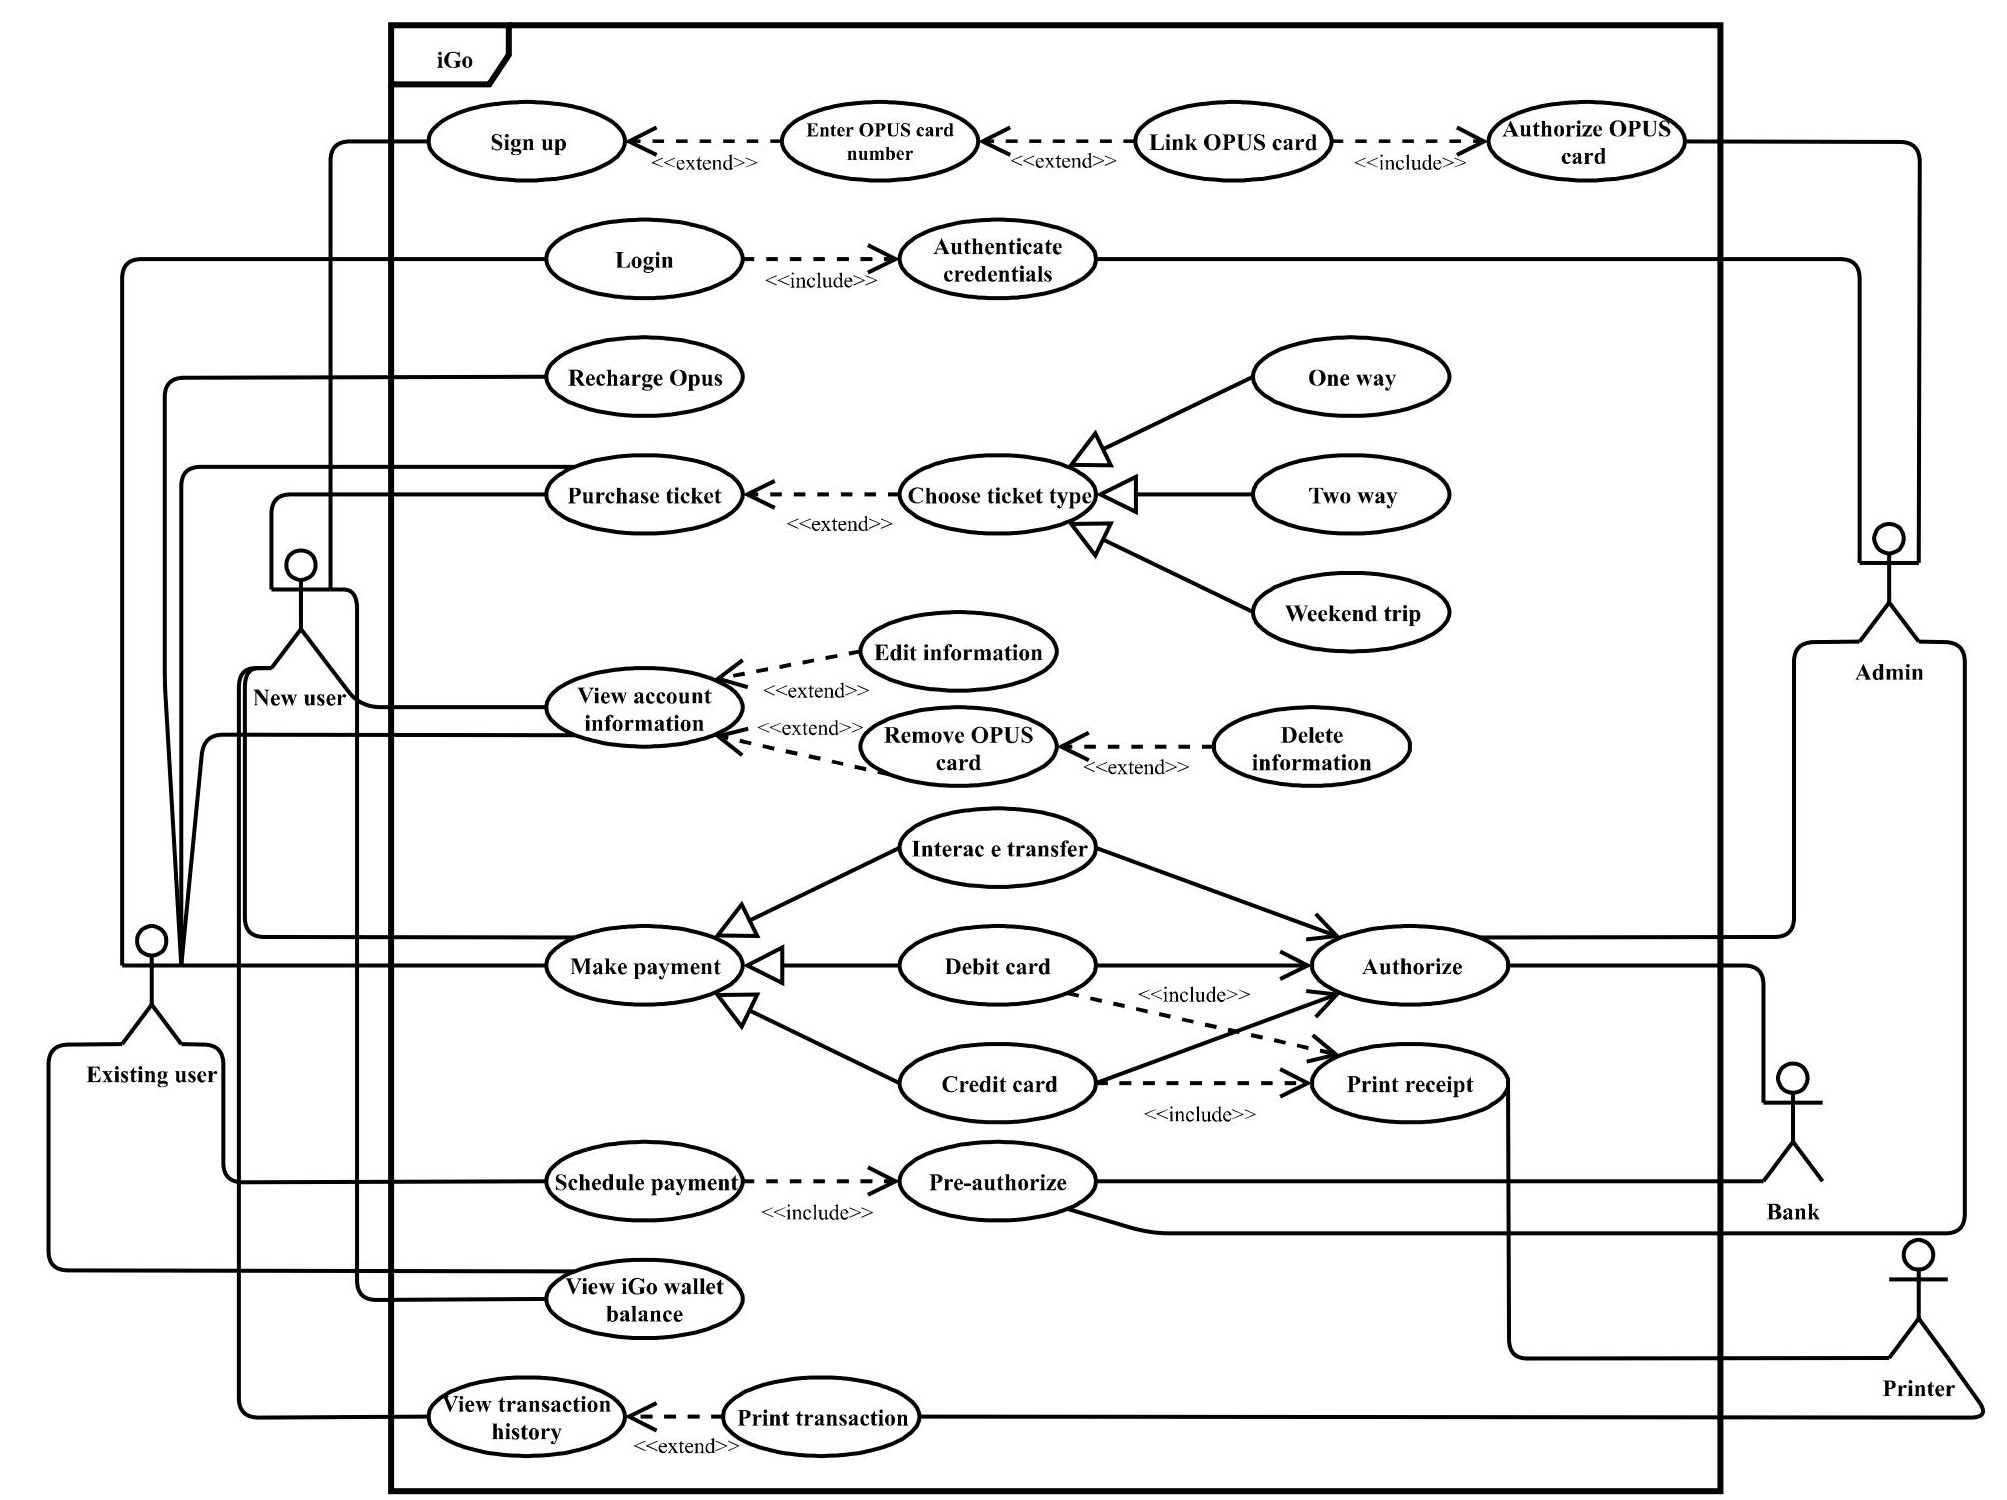 iGo
Sign up
<<extend>>
Enter OPUS card
number
<<extend>>
Link OPUS card
<<include>>
Authorize OPUS
card
Login
<<include>>
Authenticate
credentials
Recharge Opus
One way
Purchase ticket
<<extend>>
Choose ticket type
Two way
Weekend trip
New user
View account
information
<<extend>>
Edit information
<<extend>>
Remove OPUS
card
<<extend>>
Delete
information
Admin
Interac e transfer
Make payment
Debit card
<<include>>
Authorize
Existing user
Credit card
<<include>>
Print receipt
Schedule payment
<<include>>
Pre-authorize
Bank
View iGo wallet
balance
Printer
View transaction
history
<<extend>>
Print transaction